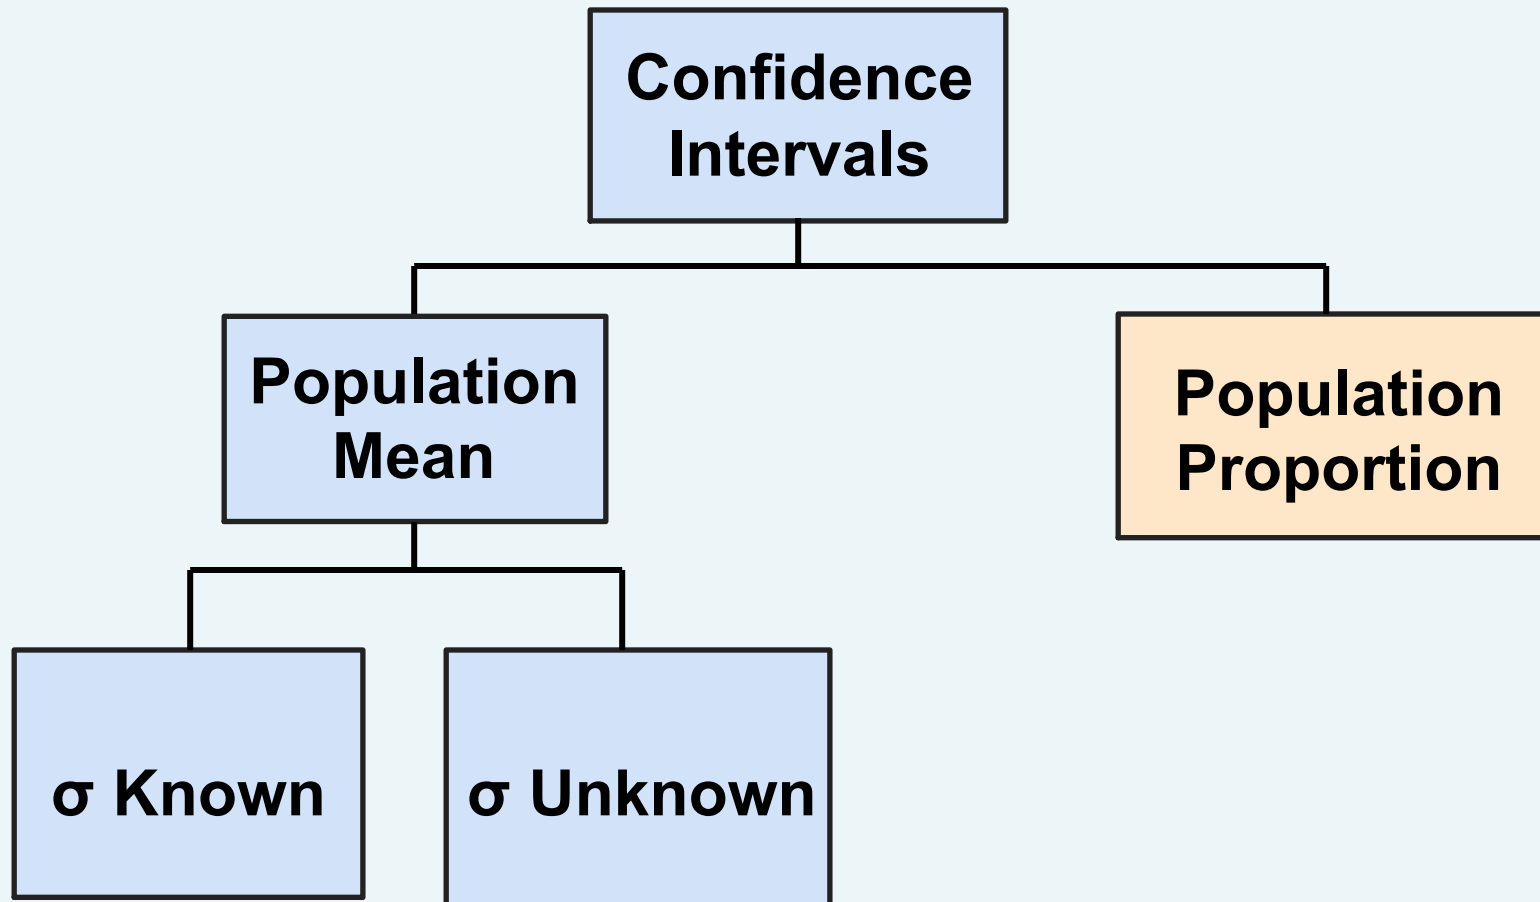 Confidence
Intervals
Population
Mean
Population
Proportion
σ Known
σ Unknown